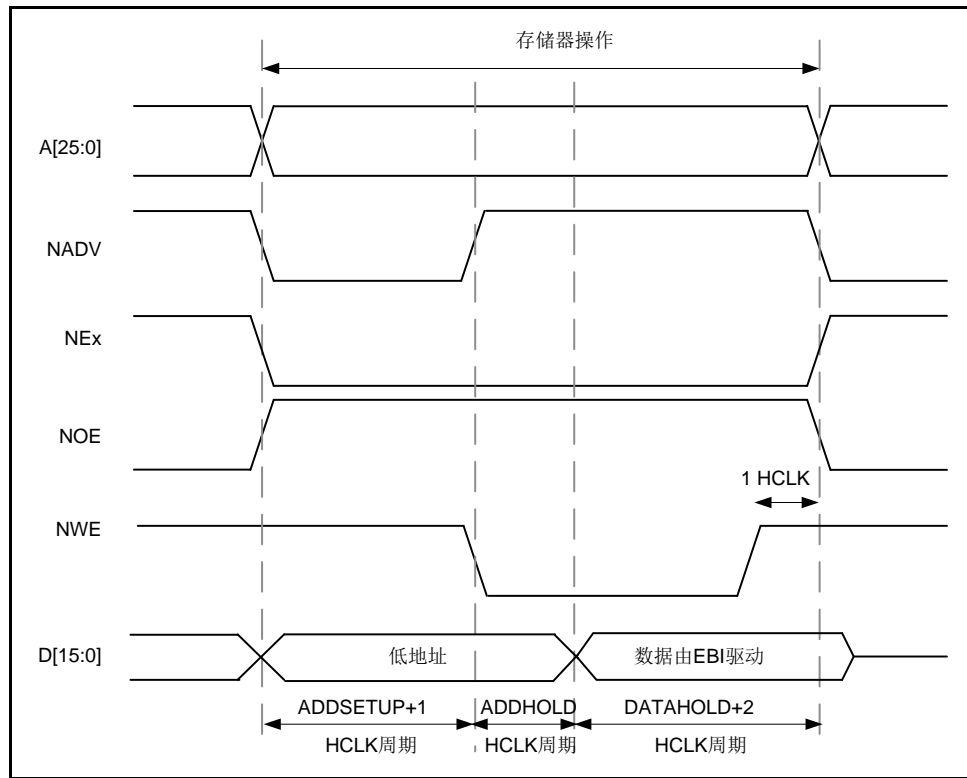 存储器操作
A[25:0]
NADV
NEx
NOE
1 HCLK
NWE
D[15:0]
低地址
数据由EBI驱动
ADDSETUP+1
ADDHOLD
DATAHOLD+2
HCLK周期
HCLK周期
HCLK周期